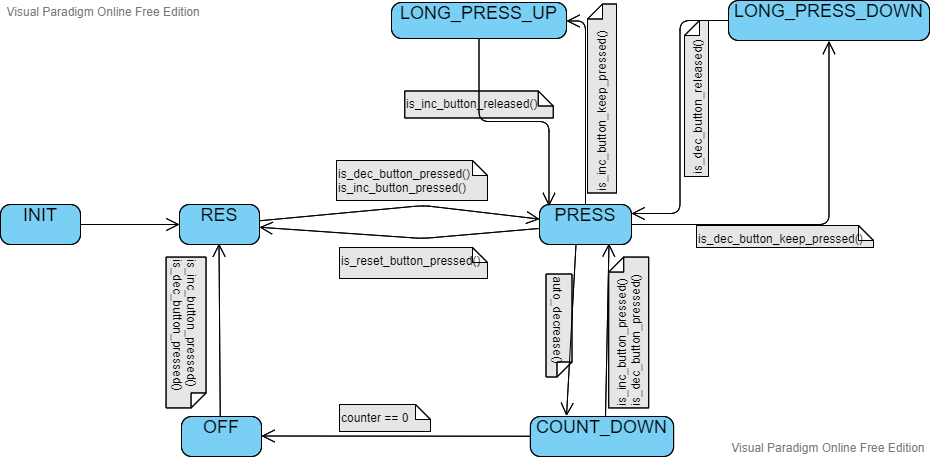 Visual Paradigm Online Free Edition
LONG_PRESS_UP
LONG_PRESS_DOWN
is_inc_button_keep_pressed()
is_dec_button_released()
is_inc_button_released()
is_dec_button_pressed()
is_inc_button_pressed()
INIT
RES
PRESS
is_dec_button_keep_pressed()
is_reset_button_pressed()
is_inc_button_pressed()
is_dec_button_pressed()
auto_decrease()
is_inc_button_pressed()
is_dec_button_pressed()
counter == 0
OFF
COUNT_DOWN
Visual Paradigm Online Free Edition